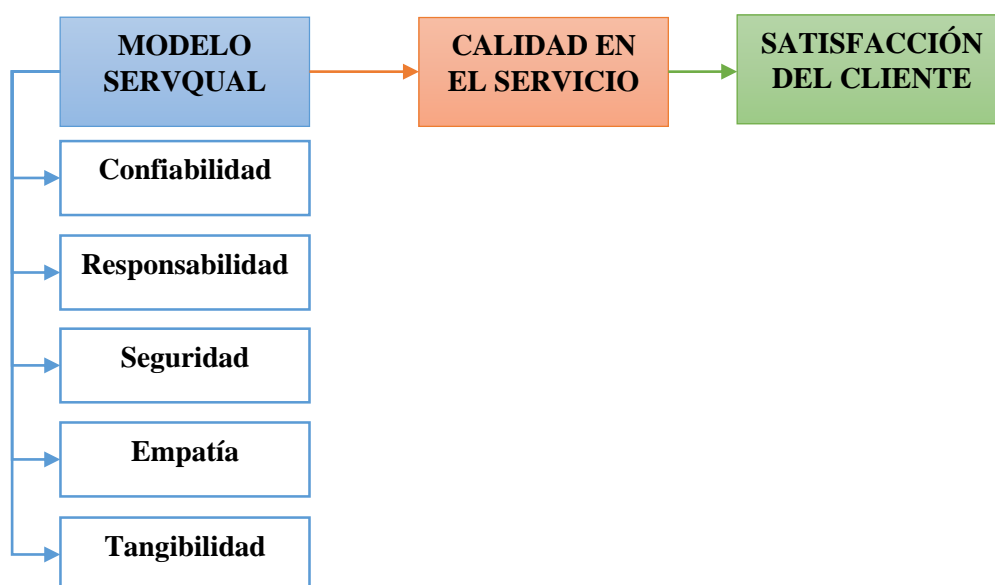 MODELO
SERVQUAL
CALIDAD EN
EL SERVICIO
SATISFACCIÓN
DEL CLIENTE
Confiabilidad
Responsabilidad
Seguridad
Empatía
Tangibilidad